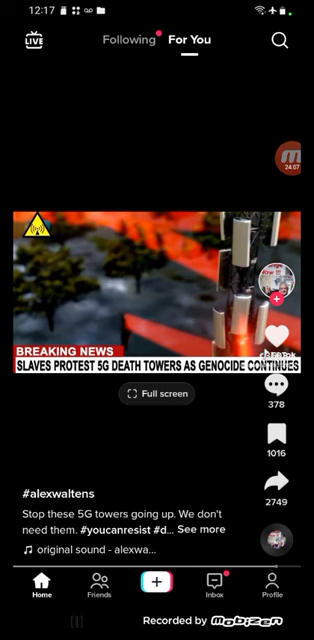 12:17
LIVE
Following
For You
24:07
BREAKING NEWS
SLAVES PROTEST 5G DEATH TOWERS AS GENOCIDE CONTINUES
Full screen
378
1016
2749
#alexwaltens
Stop these 5G towers going up. We don't
need them. #youcanresist #d... See more
original sound - alexwa...
Home
Friends
Inbox
Profile
Recorded by mobizen